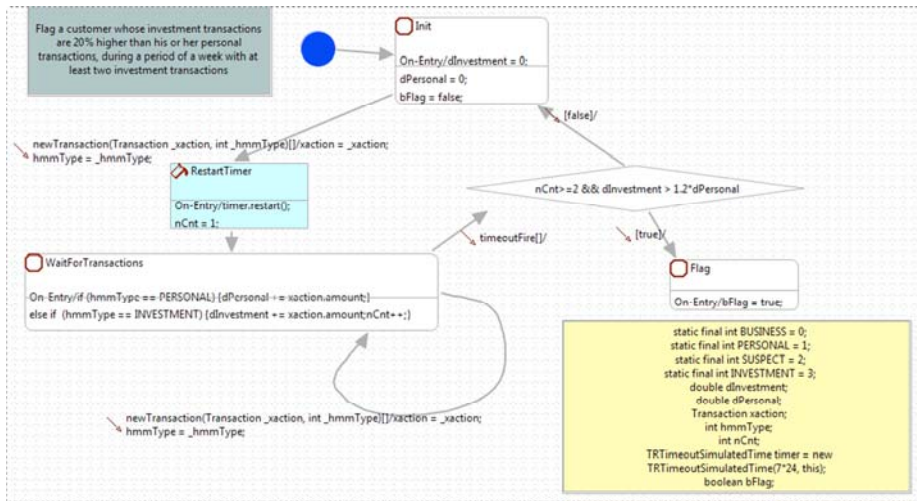 Flag a customer whose investment transactions
are 20% higher than his or her personal
transactions, during a period of a week with at
least two investment transactions
Init
On-Entry/dInvestment = 0;
dPersonal = 0;
bFlag = false;
[false]/
newTransaction(Transaction _xaction, int _hmmType)[]/xaction = _xaction;
hmmType = _hmmType;
RestartTimer
On-Entry/timer.restart();
nCnt = 1;
nCnt>=2 && dInvestment > 1.2*dPersonal
timeoutFire[]/
[true]/
WaitForTransactions
On-Entry/if (hmmType == PERSONAL) {dPersonal += xaction.amount;}
else if (hmmType == INVESTMENT) {dInvestment += xaction.amount;nCnt++;}
Flag
On-Entry/bFlag = true;
newTransaction(Transaction _xaction, int _hmmType)[]/xaction = _xaction;
hmmType = _hmmType;
static final int BUSINESS = 0;
static final int PERSONAL = 1;
static final int SUSPECT = 2;
static final int INVESTMENT = 3;
double dInvestment;
double dPersonal;
Transaction xaction;
int hmmType;
int nCnt;
TRTimeoutSimulatedTime timer = new
TRTimeoutSimulatedTime(7*24, this);
boolean bFlag;